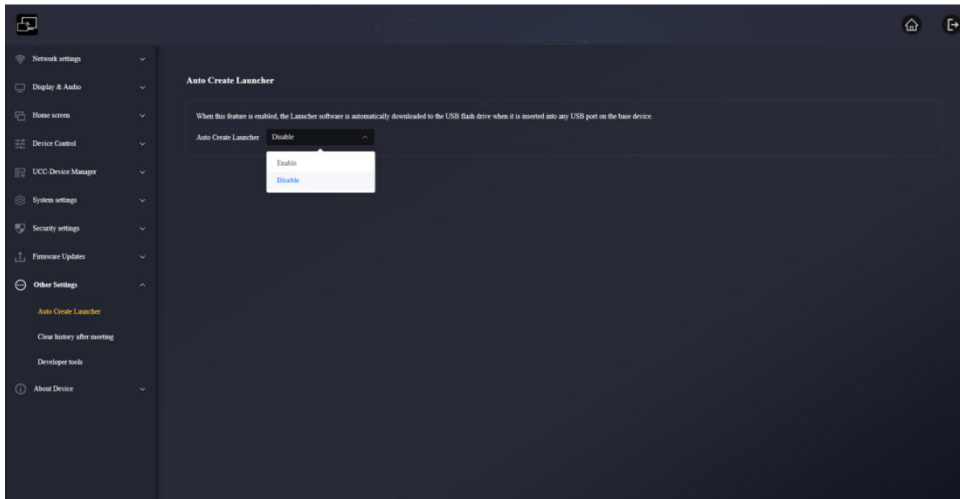 Network settings
Display & Audio
Home screen
Device Control
UCC-Device Manager
System settings
Security settings
Firmware Updates
Other Settings
Auto Create Launcher
Clear history after meeting
Developer tools
About Device
Auto Create Launcher
When this feature is enabled, the Lanucher software is automatically downloaded to the USB flash drive when it is inserted into any USB port on the base device.
Auto Create Launcher Disable
Enable
Disable